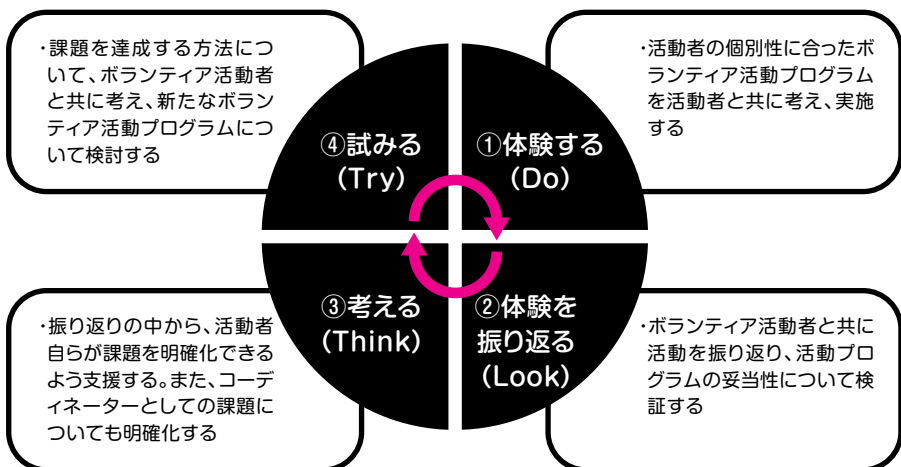 ・課題を達成する方法につ
いて、ボランティア活動者
と共に考え、新たなボラン
ティア活動プログラムにつ
いて検討する
・活動者の個別性に合ったボ
ランティア活動プログラム
を活動者と共に考え、実施
する
④試みる
(Try)
①体験する
(Do)
③考える
(Think)
②体験を
振り返る
(Look)
・振り返りの中から、活動者
自らが課題を明確化できる
よう支援する。また、コーデ
ィネーターとしての課題に
ついても明確化する
・ボランティア活動者と共に
活動を振り返り、活動プロ
グラムの妥当性について検
証する